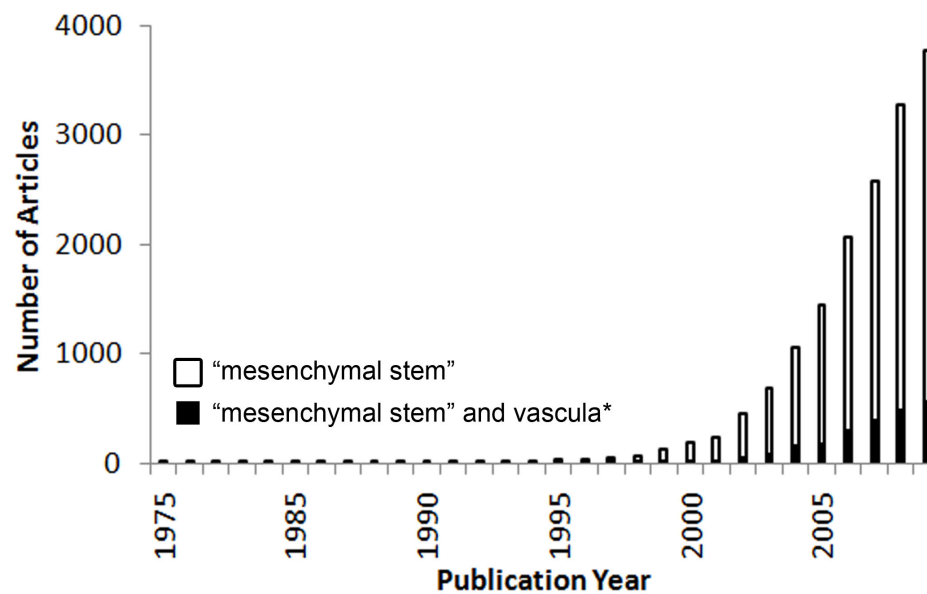 4000
3000
2000
1000
0
Number of Articles
“mesenchymal stem”
“mesenchymal stem” and vascula*
1975
1985
1990
1995
2000
2005
Publication Year